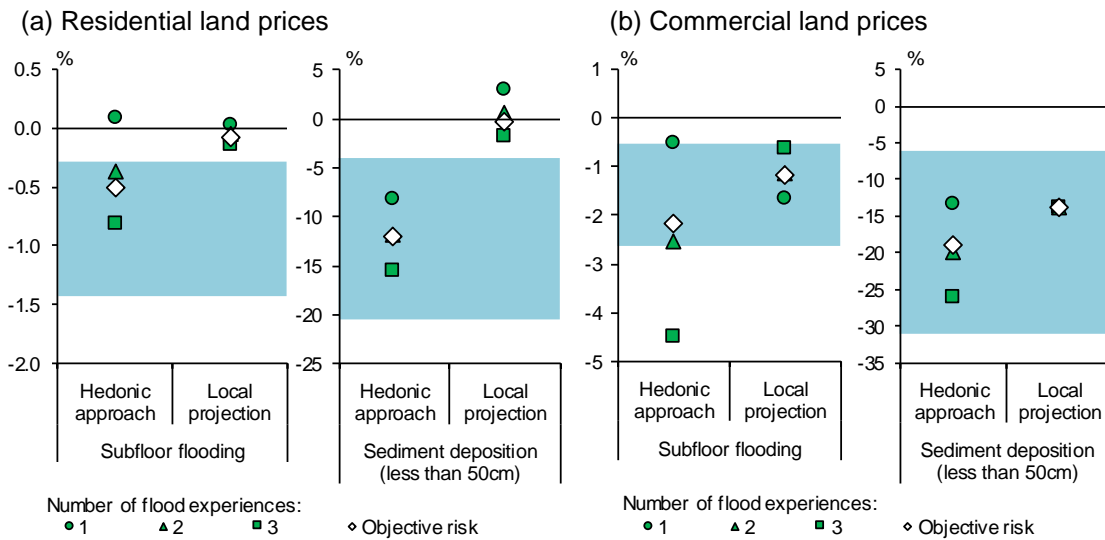 (a) Residential land prices
%
0.5
0.0
-0.5
-1.0
-1.5
-2.0
Hedonic approach
Local projection
Subfloor flooding
%
5
0
-5
-10
-15
-20
-25
Hedonic approach
Local projection
Sediment deposition
(less than 50cm)
Number of flood experiences:
1 2 3 Objective risk
(b) Commercial land prices
%
1
0
-1
-2
-3
-4
-5
Hedonic approach
Local projection
Subfloor flooding
%
5
0
-5
-10
-15
-20
-25
-30
-35
Hedonic approach
Local projection
Sediment deposition
(less than 50cm)
Number of flood experiences:
1 2 3 Objective risk